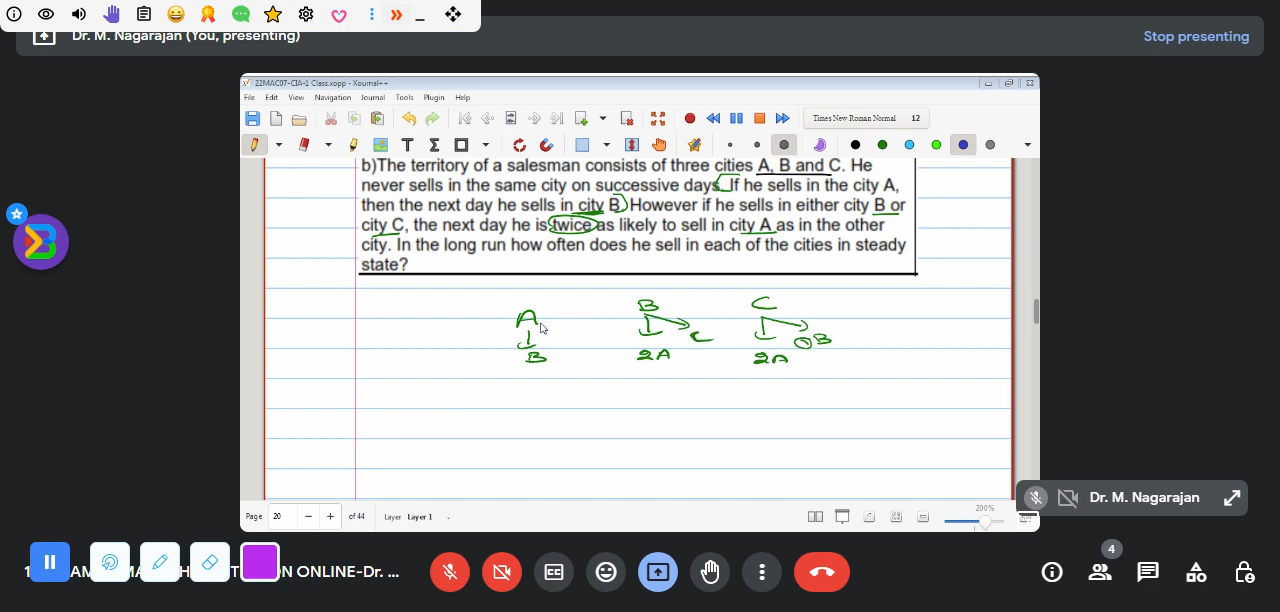 Dr. M. Nagarajan (You, presenting)
Stop presenting
22MAC07-CIA-1 Class.xopp - Xournal++
File Edit View Navigation Journal Tools Plugin Help
Times New Roman Normal 12
b)The territory of a salesman consists of three cities A, B and C. He
never sells in the same city on successive days. If he sells in the city A,
then the next day he sells in city B. However if he sells in either city B or
city C, the next day he is twice as likely to sell in city A as in the other
city. In the long run how often does he sell in each of the cities in steady
state?
A B C
B 2A C 2A B
Page 20 of 44 Layer Layer 1 200%
Dr. M. Nagarajan
ON ONLINE-Dr. ...
4